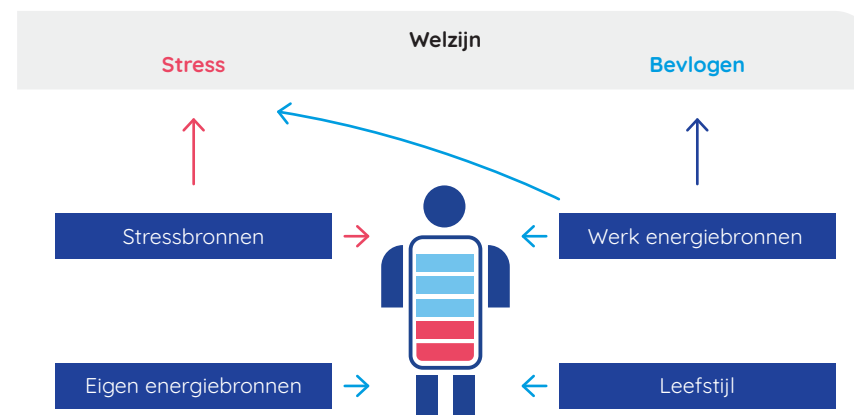 Welzijn
Stress
Bevlogen
Stressbronnen
Werk energiebronnen
Eigen energiebronnen
Leefstijl